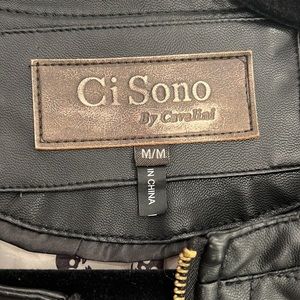 Ci Sono
By Cavalini
M/M
IN CHINA